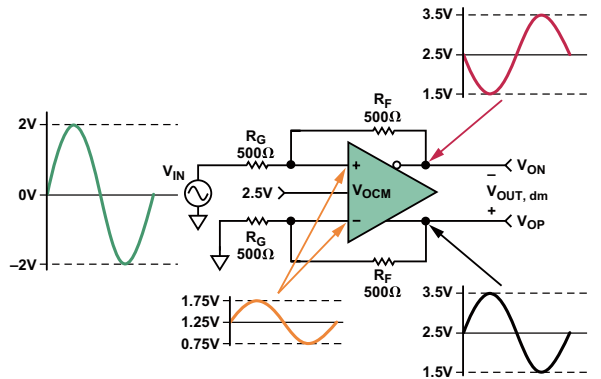 3.5V
2.5V
1.5V
2V
0V
–2V
V_IN
R_G
500Ω
R_F
500Ω
+
V_OCM
–
2.5V
V_ON
–
V_OUT, dm
+
V_OP
R_G
500Ω
R_F
500Ω
1.75V
1.25V
0.75V
3.5V
2.5V
1.5V